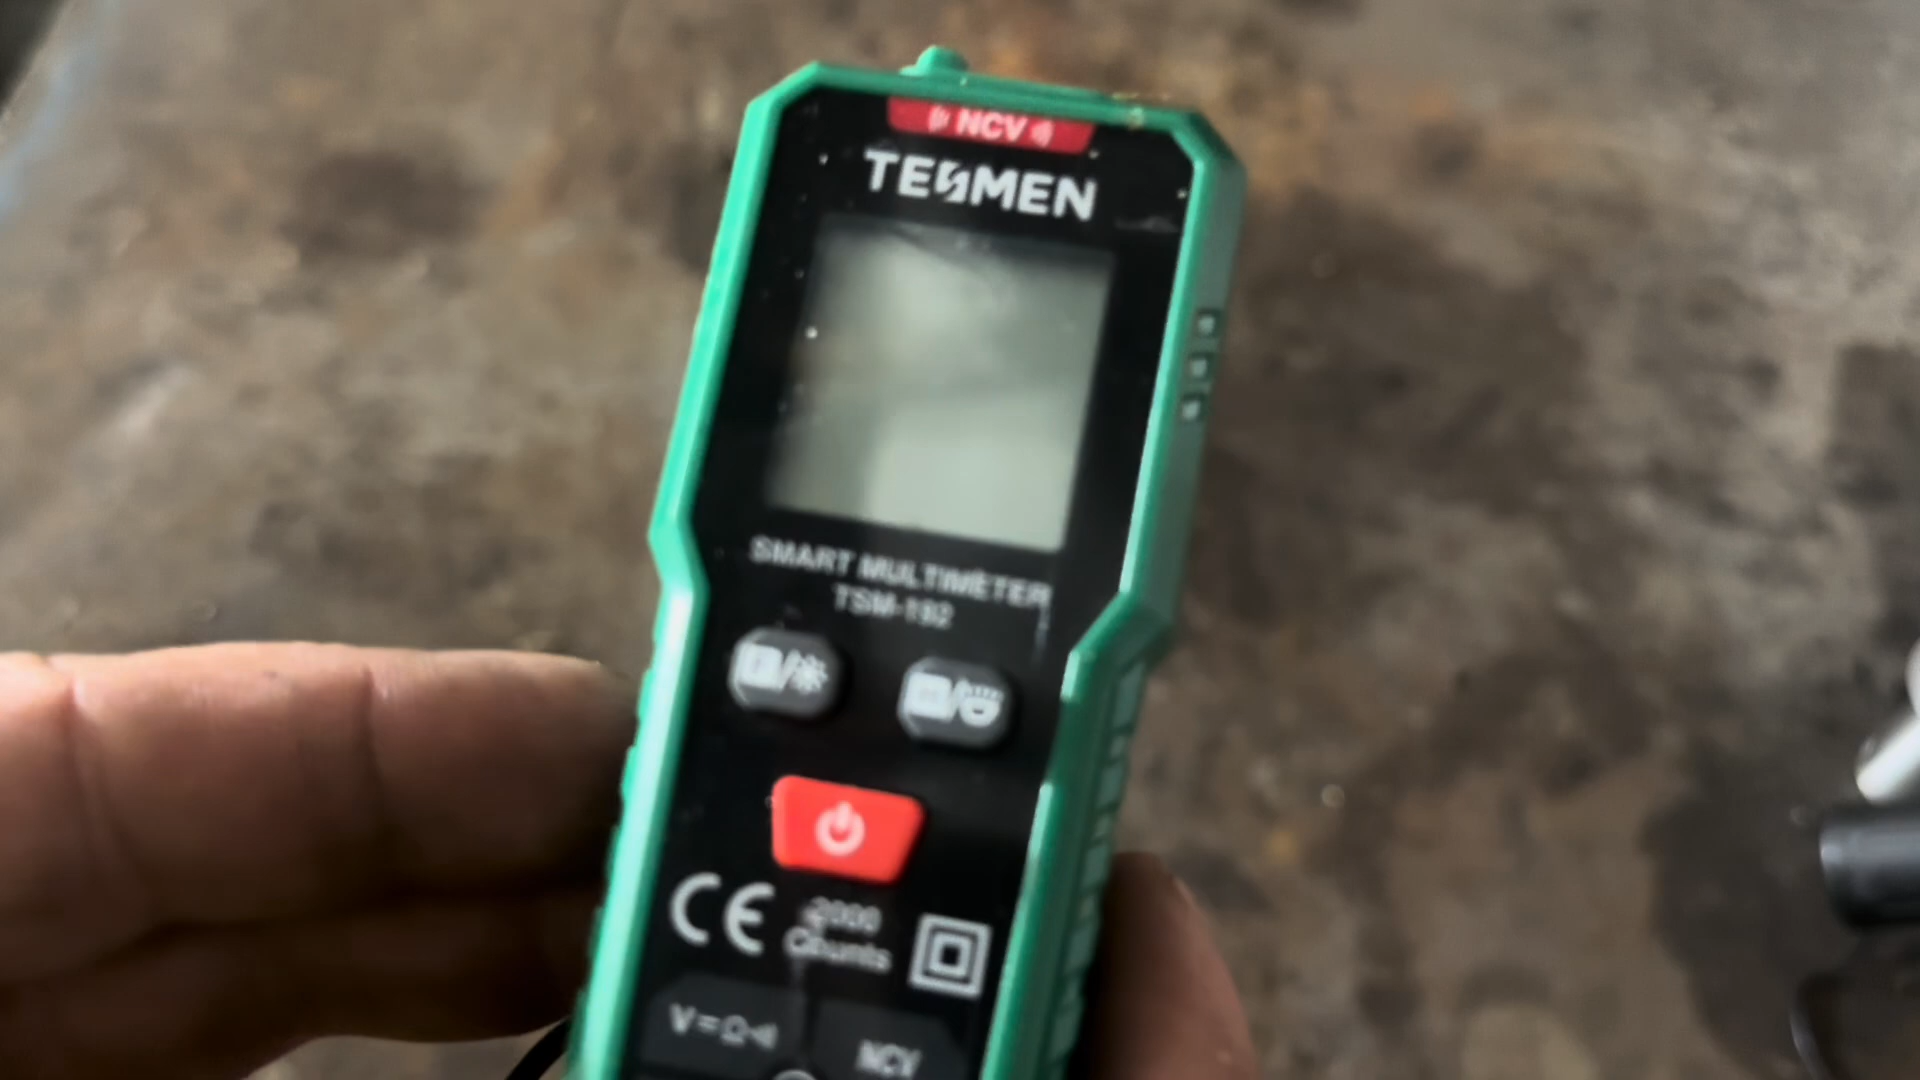 NCV
TESMEN
SMART MULTIMETER
TSM-192
CE
2000
Counts
V = Ω
NCV